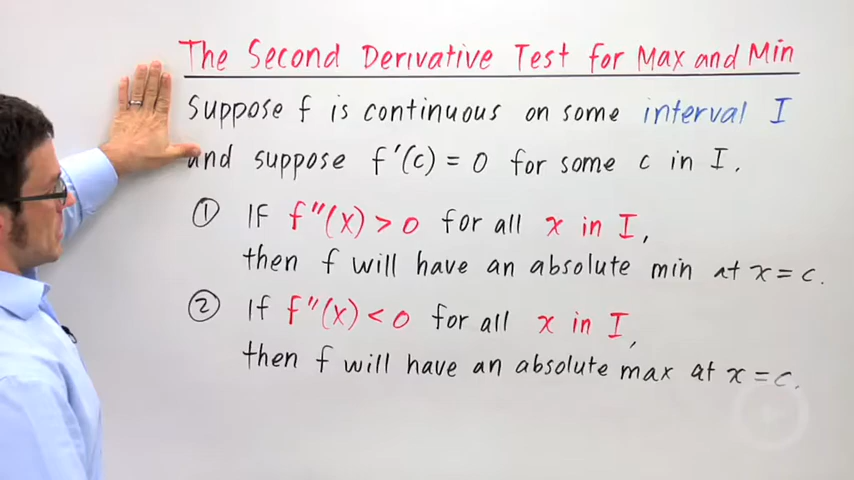 The Second Derivative Test for Max and Min
Suppose f is continuous on some interval I
and suppose f'(c) = 0 for some c in I.
① If f"(x) > 0 for all x in I,
then f will have an absolute min at x = c.
② If f"(x) < 0 for all x in I,
then f will have an absolute max at x = c.